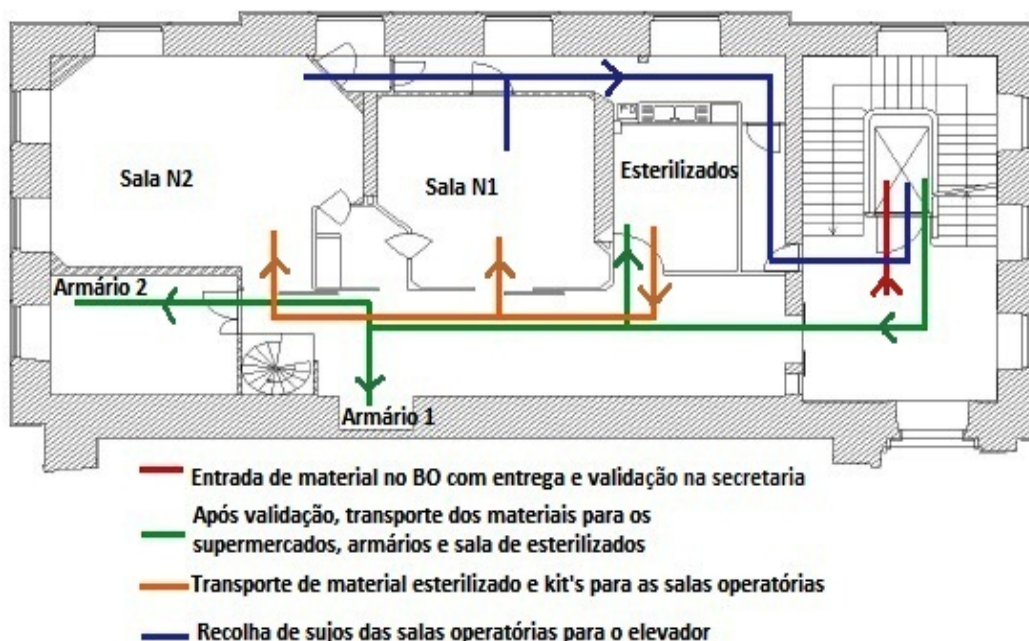 Sala N2
Sala N1
Esterilizados
Armário 2
Armário 1
Entrada de material no BO com entrega e validação na secretaria
Após validação, transporte dos materiais para os
supermercados, armários e sala de esterilizados
Transporte de material esterilizado e kit's para as salas operatórias
Recolha de sujos das salas operatórias para o elevador